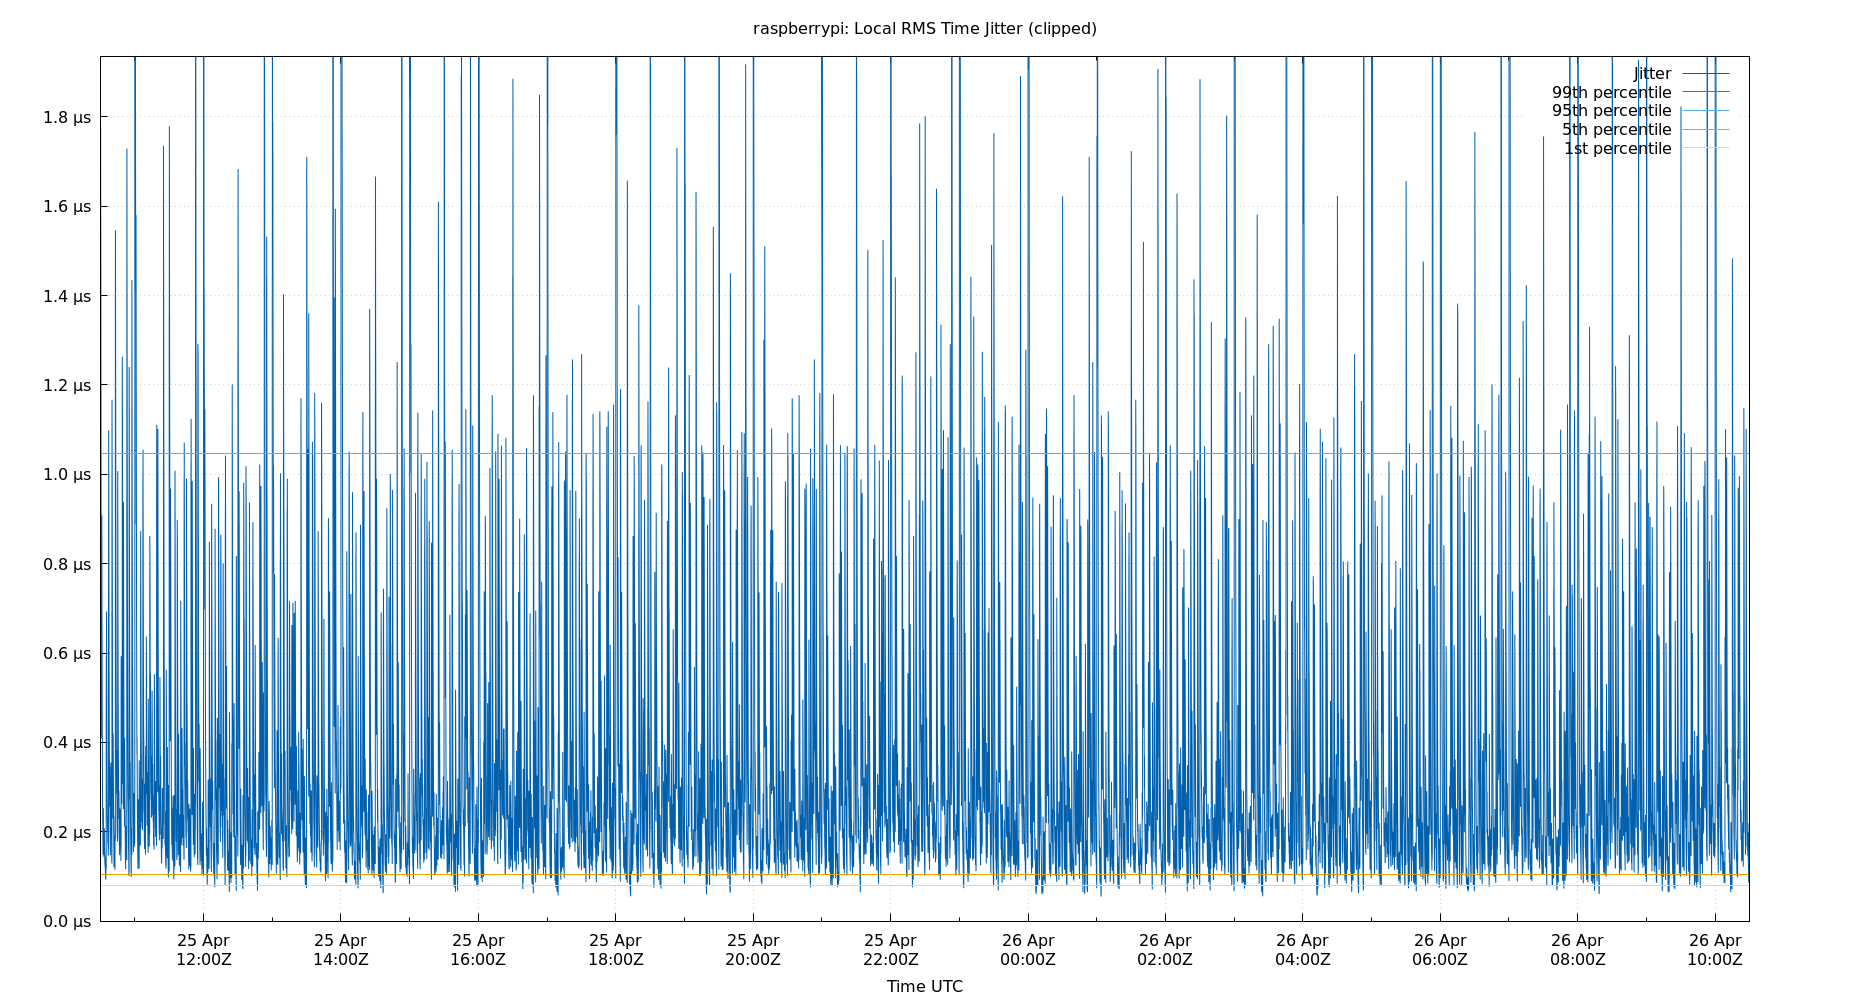 raspberrypi: Local RMS Time Jitter (clipped)
Jitter
99th percentile
95th percentile
5th percentile
1st percentile
1.8 µs
1.6 µs
1.4 µs
1.2 µs
1.0 µs
0.8 µs
0.6 µs
0.4 µs
0.2 µs
0.0 µs
25 Apr 25 Apr 25 Apr 25 Apr 25 Apr 25 Apr 26 Apr 26 Apr 26 Apr 26 Apr 26 Apr 26 Apr
12:00Z 14:00Z 16:00Z 18:00Z 20:00Z 22:00Z 00:00Z 02:00Z 04:00Z 06:00Z 08:00Z 10:00Z
Time UTC